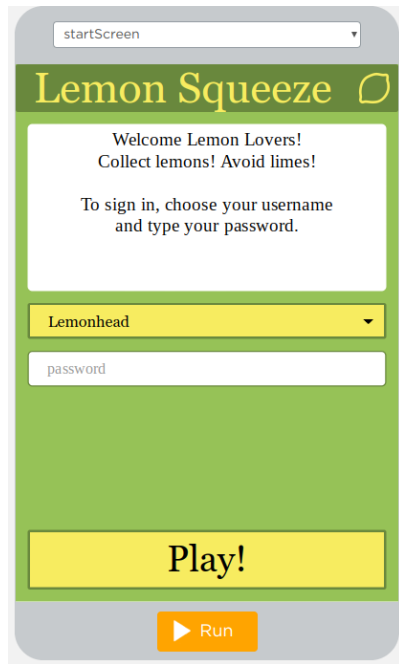 startScreen
Lemon Squeeze
Welcome Lemon Lovers!
Collect lemons! Avoid limes!
To sign in, choose your username
and type your password.
Lemonhead
password
Play!
Run